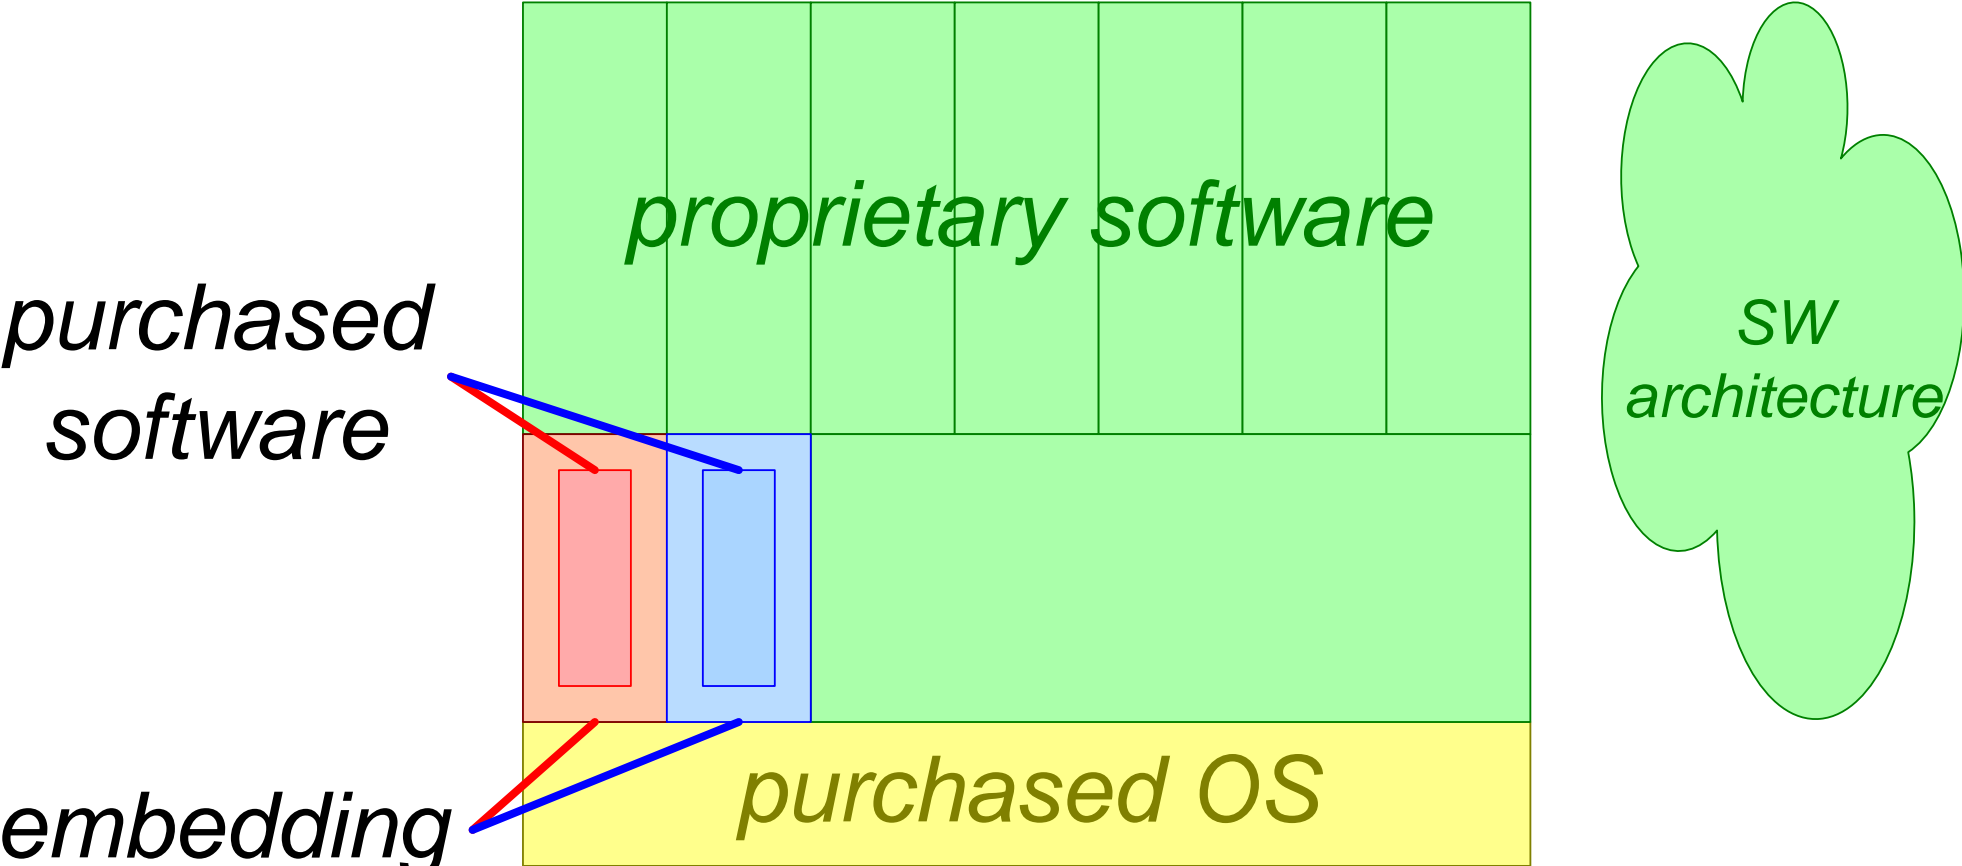 proprietary software
purchased
software
SW
architecture
purchased OS
embedding